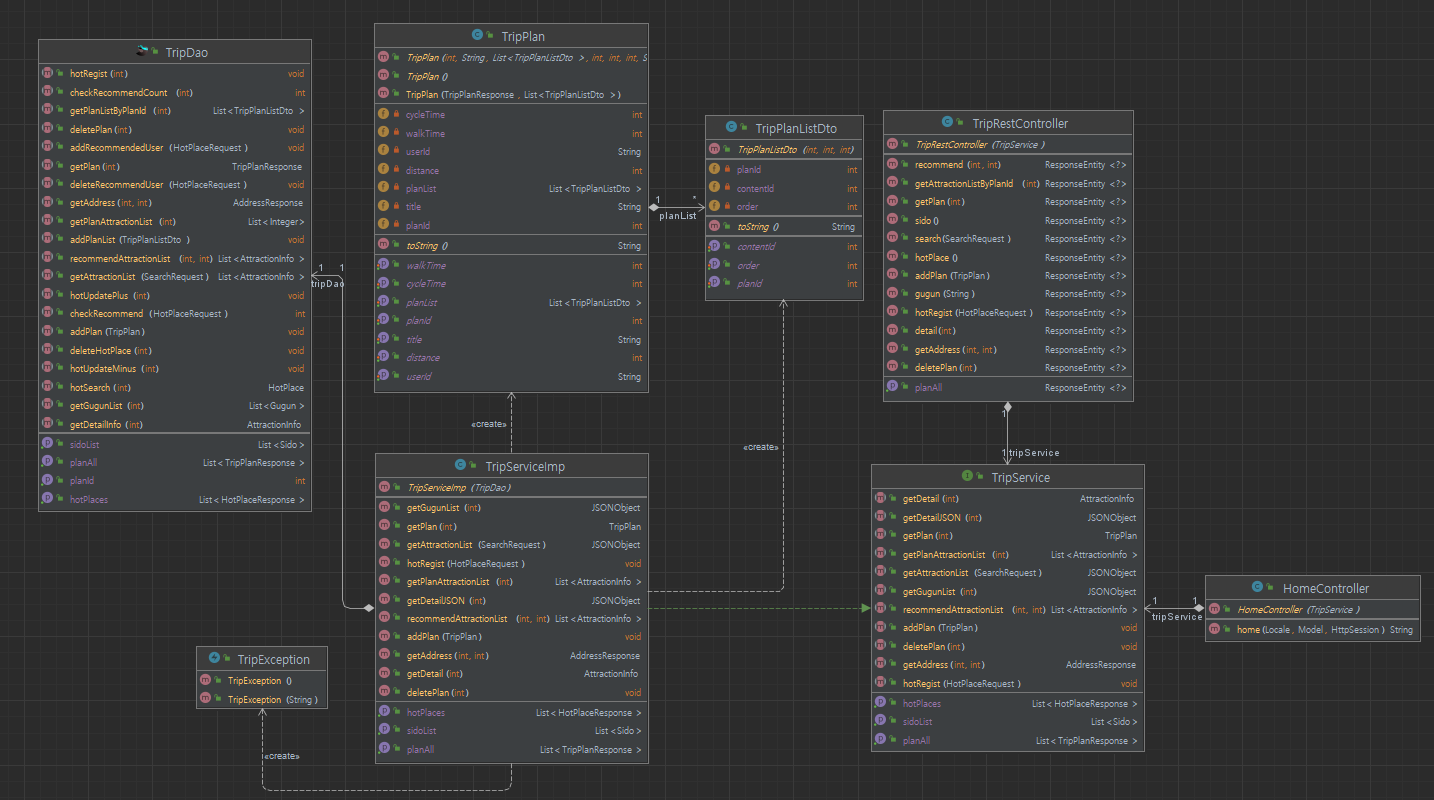 TripDao
hotRegist (int) void
checkRecommendCount (int) int
getPlanListByPlanId (int) List <TripPlanListDto >
deletePlan (int) void
addRecommendedUser (HotPlaceRequest ) void
getPlan (int) TripPlanResponse
deleteRecommendUser (HotPlaceRequest ) void
getAddress (int, int) AddressResponse
getPlanAttractionList (int) List <Integer>
addPlanList (TripPlanListDto ) void
recommendAttractionList (int, int) List <AttractionInfo >
getAttractionList (SearchRequest ) List <AttractionInfo >
hotUpdatePlus (int) void
checkRecommend (HotPlaceRequest ) int
addPlan (TripPlan) void
deleteHotPlace (int) void
hotUpdateMinus (int) void
hotSearch (int) HotPlace
getGugunList (int) List <Gugun >
getDetailInfo (int) AttractionInfo
sidoList List <Sido >
planAll List <TripPlanResponse >
planId int
hotPlaces List <HotPlaceResponse >
1 1
tripDao
TripPlan
TripPlan (int, String, List <TripPlanListDto >, int, int, int, S
TripPlan ()
TripPlan (TripPlanResponse , List <TripPlanListDto >)
cycleTime int
walkTime int
userId String
distance int
planList List <TripPlanListDto >
title String
planId int
toString () String
walkTime int
cycleTime int
planList List <TripPlanListDto >
planId int
title String
distance int
userId String
1 *
planList
TripPlanListDto
TripPlanListDto (int, int, int)
planId int
contentId int
order int
toString () String
contentId int
order int
planId int
TripRestController
TripRestController (TripService )
recommend (int, int) ResponseEntity <?>
getAttractionListByPlanId (int) ResponseEntity <?>
getPlan (int) ResponseEntity <?>
sido () ResponseEntity <?>
search (SearchRequest ) ResponseEntity <?>
hotPlace () ResponseEntity <?>
addPlan (TripPlan ) ResponseEntity <?>
gugun (String ) ResponseEntity <?>
hotRegist (HotPlaceRequest ) ResponseEntity <?>
detail (int) ResponseEntity <?>
getAddress (int, int) ResponseEntity <?>
deletePlan (int) ResponseEntity <?>
planAll ResponseEntity <?>
1
1 tripService
«create»
«create»
TripServiceImp
TripServiceImp (TripDao )
getGugunList (int) JSONObject
getPlan (int) TripPlan
getAttractionList (SearchRequest ) JSONObject
hotRegist (HotPlaceRequest ) void
getPlanAttractionList (int) List <AttractionInfo >
getDetailJSON (int) JSONObject
recommendAttractionList (int, int) List <AttractionInfo >
addPlan (TripPlan ) void
getAddress (int, int) AddressResponse
getDetail (int) AttractionInfo
deletePlan (int) void
hotPlaces List <HotPlaceResponse >
sidoList List <Sido >
planAll List <TripPlanResponse >
TripService
getDetail (int) AttractionInfo
getDetailJSON (int) JSONObject
getPlan (int) TripPlan
getPlanAttractionList (int) List <AttractionInfo >
getAttractionList (SearchRequest ) JSONObject
getGugunList (int) JSONObject
recommendAttractionList (int, int) List <AttractionInfo >
addPlan (TripPlan ) void
deletePlan (int) void
getAddress (int, int) AddressResponse
hotRegist (HotPlaceRequest ) void
hotPlaces List <HotPlaceResponse >
sidoList List <Sido >
planAll List <TripPlanResponse >
1 1
tripService
HomeController
HomeController (TripService )
home (Locale , Model , HttpSession ) String
TripException
TripException ()
TripException (String )
«create»